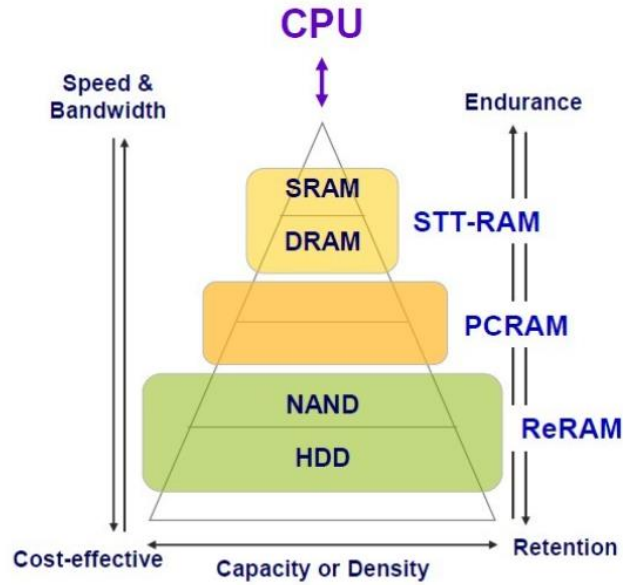 CPU
Speed &
Bandwidth
Endurance
SRAM
STT-RAM
DRAM
PCRAM
NAND
ReRAM
HDD
Cost-effective
Capacity or Density
Retention